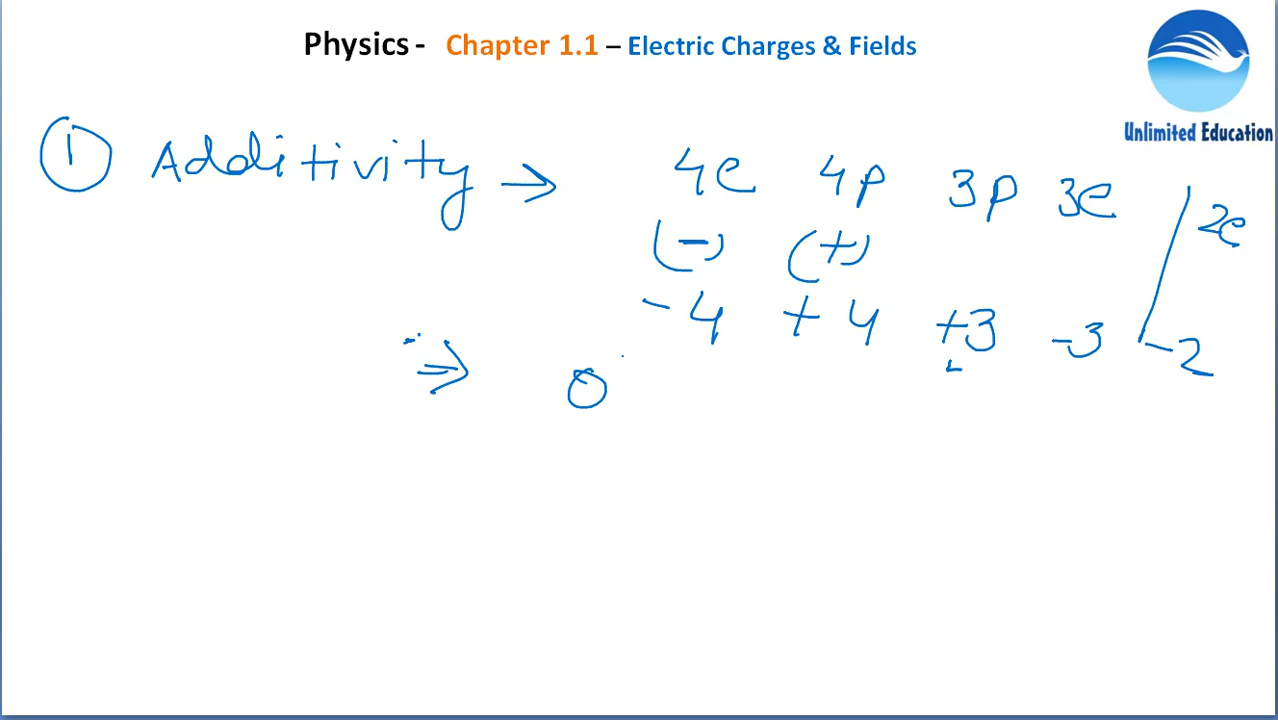 Physics - Chapter 1.1 – Electric Charges & Fields
Unlimited Education
① Additivity → 4e 4p 3p 3e / 2e
(-) (+)
-4 +4 +3 -3 -2
⇒ 0